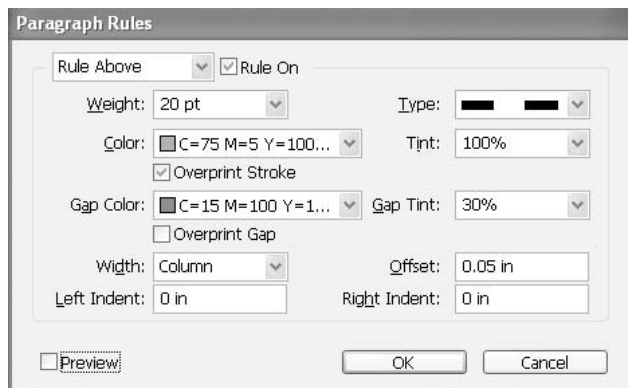 Paragraph Rules
Rule Above Rule On
Weight: 20 pt Type:
Color: C=75 M=5 Y=100... Tint: 100%
Overprint Stroke
Gap Color: C=15 M=100 Y=1... Gap Tint: 30%
Overprint Gap
Width: Column Offset: 0.05 in
Left Indent: 0 in Right Indent: 0 in
Preview OK Cancel